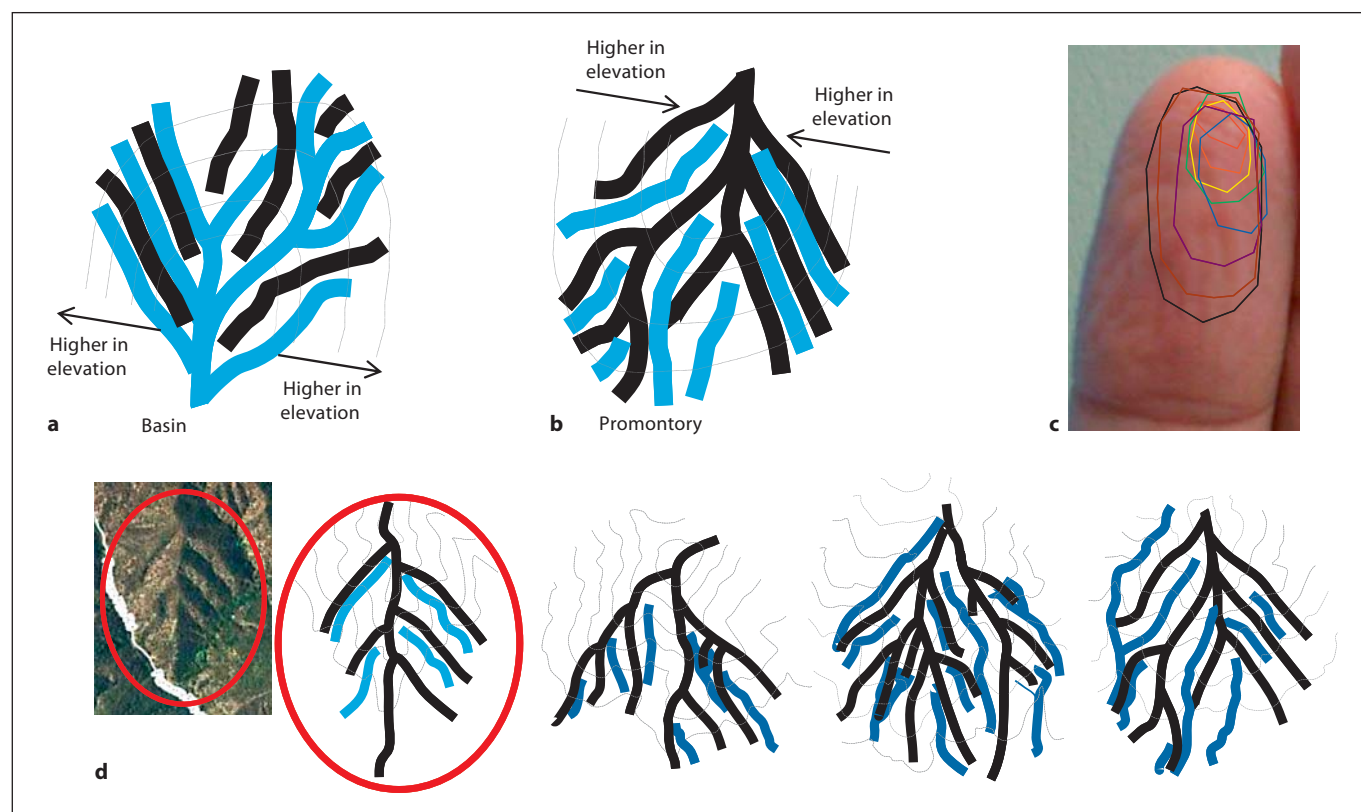 Higher in
elevation
Higher in
elevation
a
Basin
Higher in
elevation
Higher in
elevation
b
Promontory
c
d